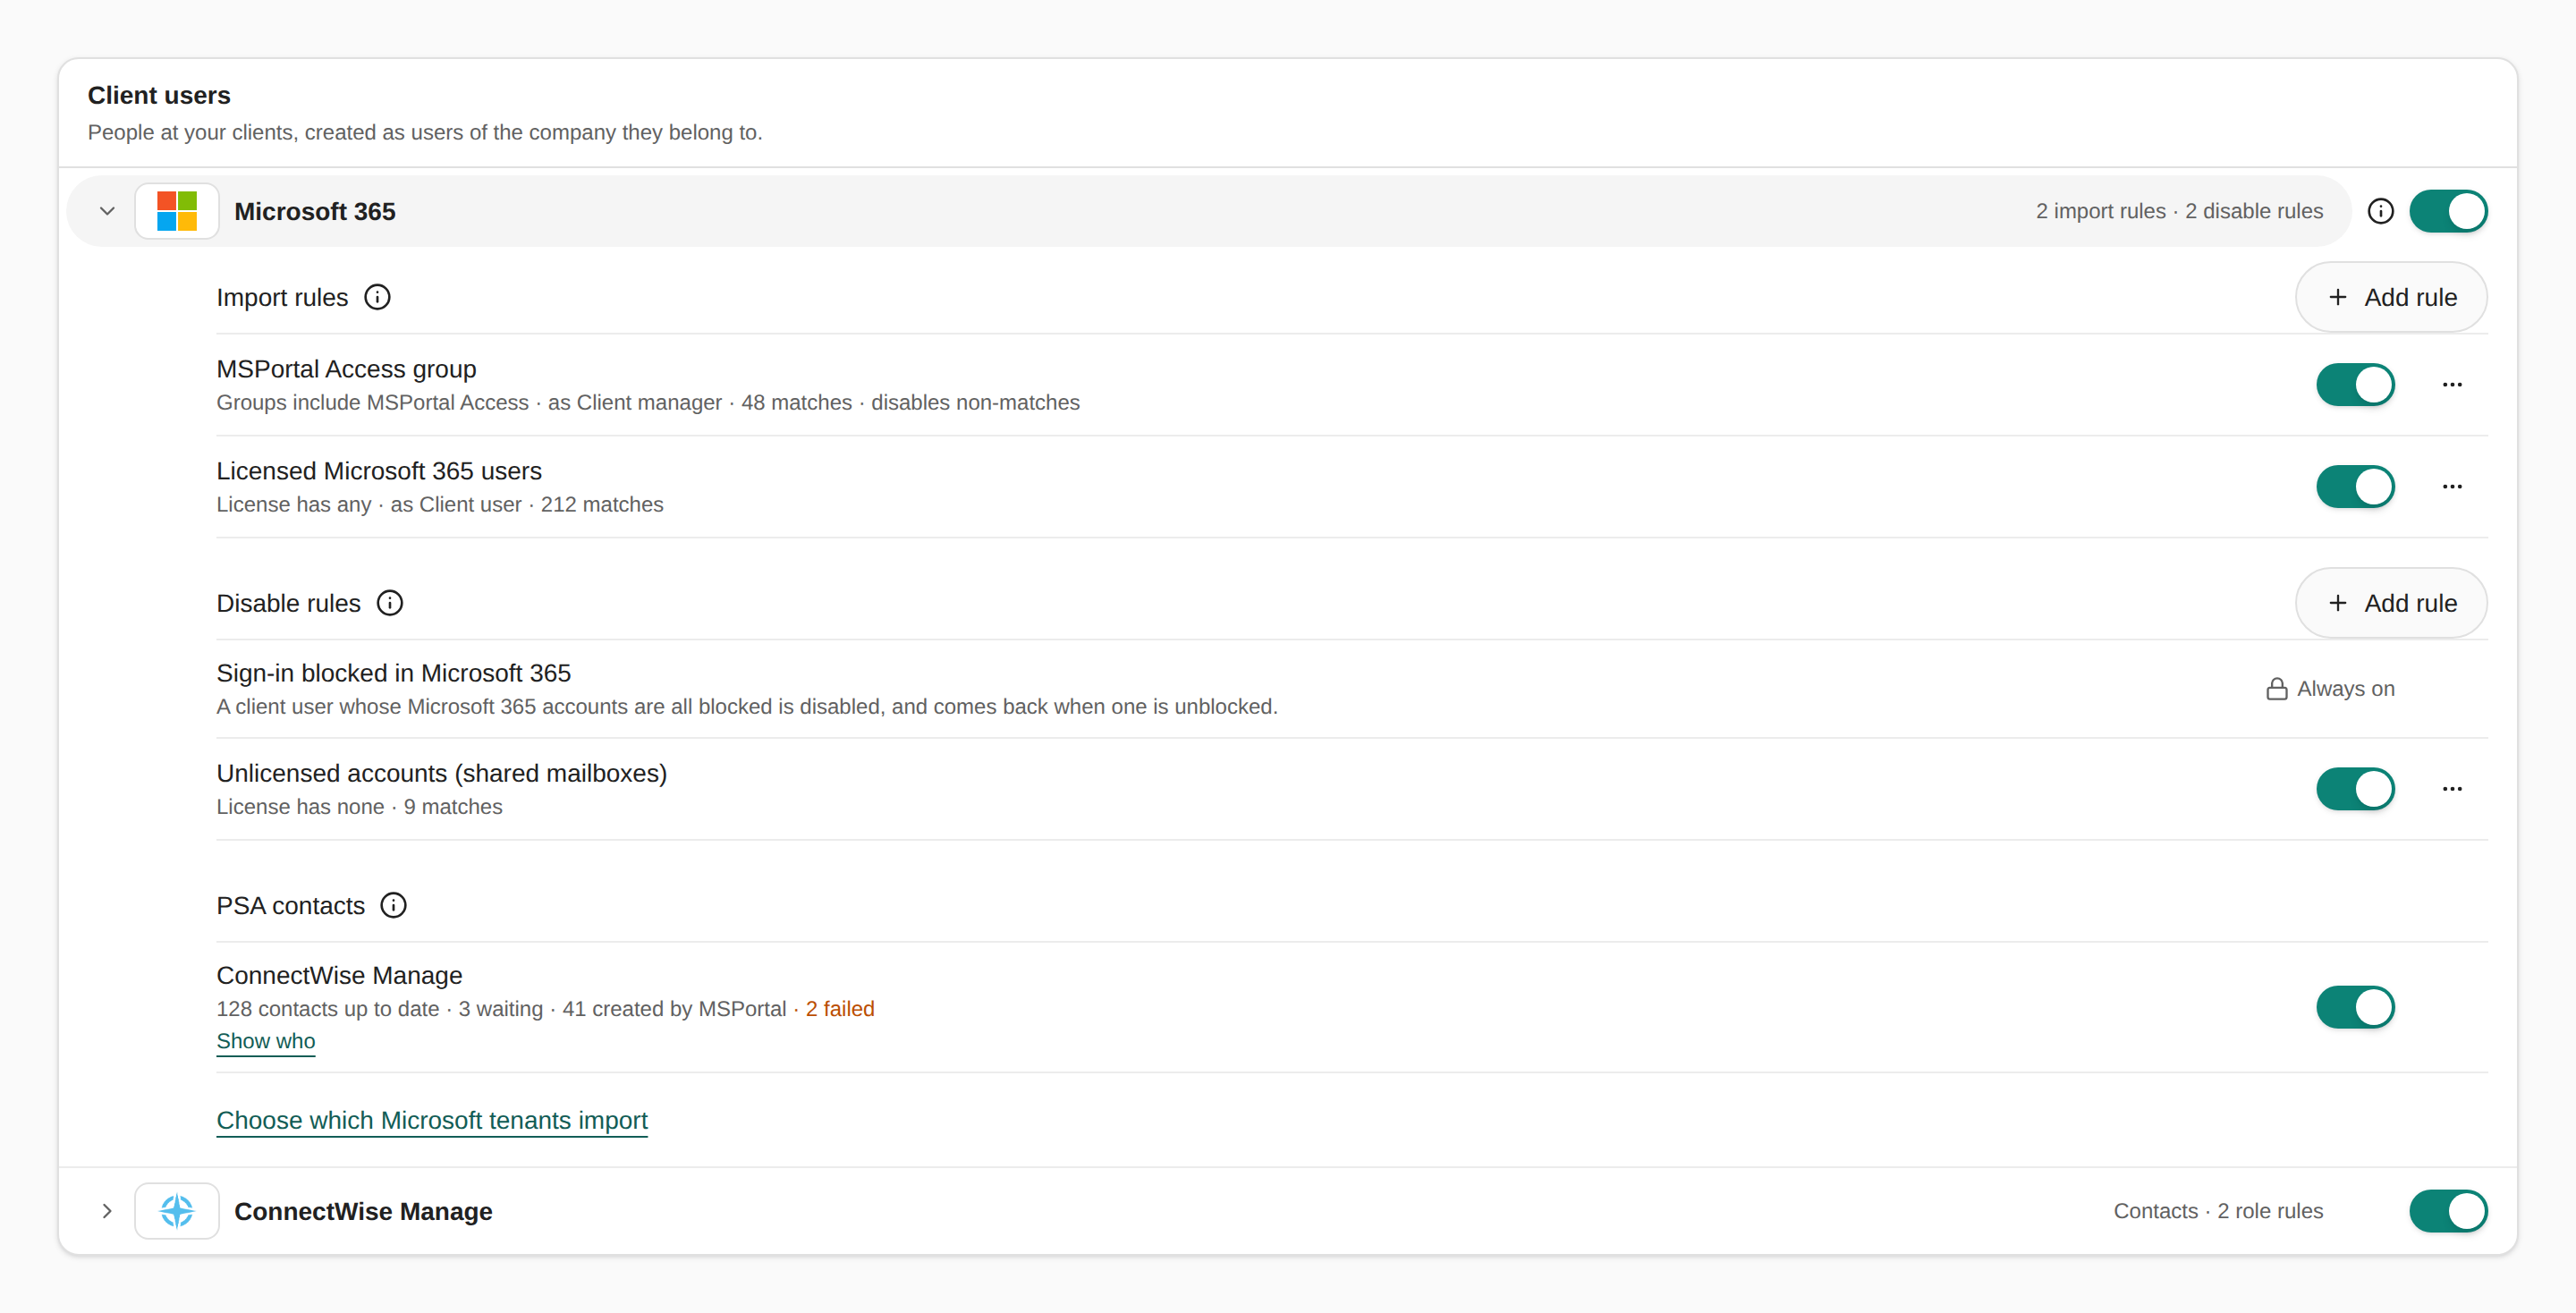 Client users
People at your clients, created as users of the company they belong to.
Microsoft 365
2 import rules · 2 disable rules
Import rules
Add rule
MSPortal Access group
Groups include MSPortal Access · as Client manager · 48 matches · disables non-matches
Licensed Microsoft 365 users
License has any · as Client user · 212 matches
Disable rules
Add rule
Sign-in blocked in Microsoft 365
A client user whose Microsoft 365 accounts are all blocked is disabled, and comes back when one is unblocked.
Always on
Unlicensed accounts (shared mailboxes)
License has none · 9 matches
PSA contacts
ConnectWise Manage
128 contacts up to date · 3 waiting · 41 created by MSPortal · 2 failed
Show who
Choose which Microsoft tenants import
ConnectWise Manage
Contacts · 2 role rules